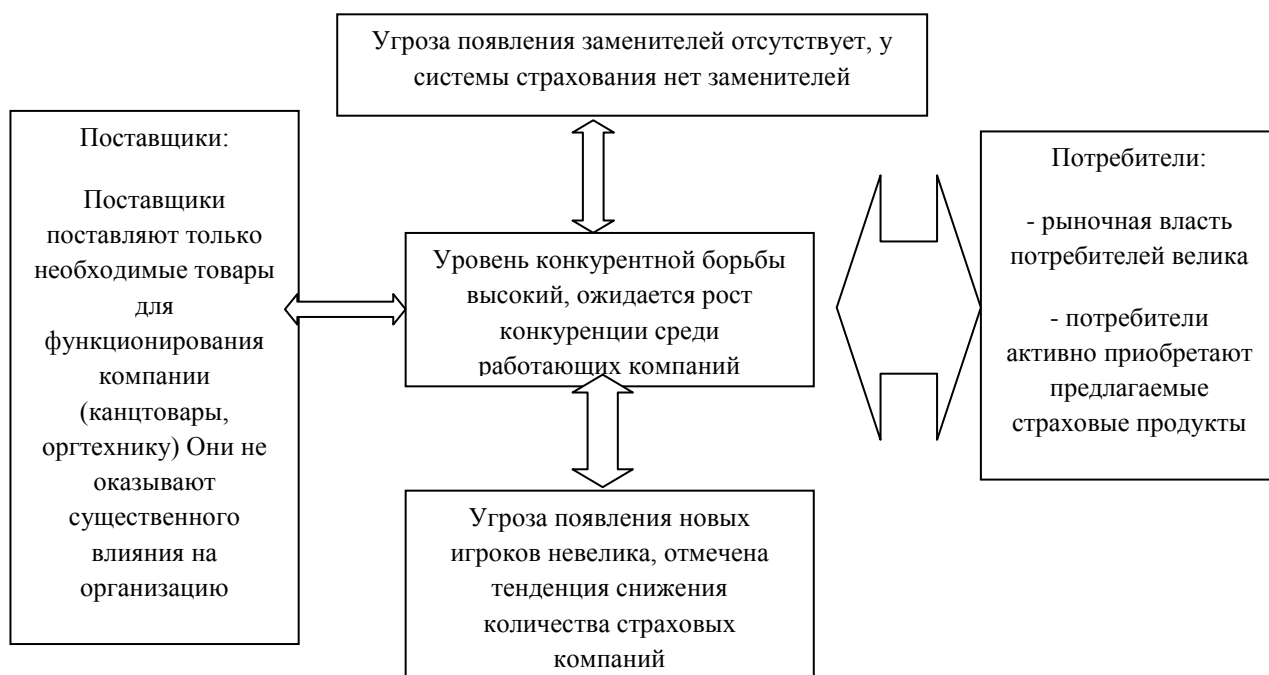 Угроза появления заменителей отсутствует, у
системы страхования нет заменителей
Поставщики:
Поставщики
поставляют только
необходимые товары
для
функционирования
компании
(канцтовары,
оргтехнику) Они не
оказывают
существенного
влияния на
организацию
Уровень конкурентной борьбы
высокий, ожидается рост
конкуренции среди
работающих компаний
Потребители:
- рыночная власть
потребителей велика
- потребители
активно приобретают
предлагаемые
страховые продукты
Угроза появления новых
игроков невелика, отмечена
тенденция снижения
количества страховых
компаний